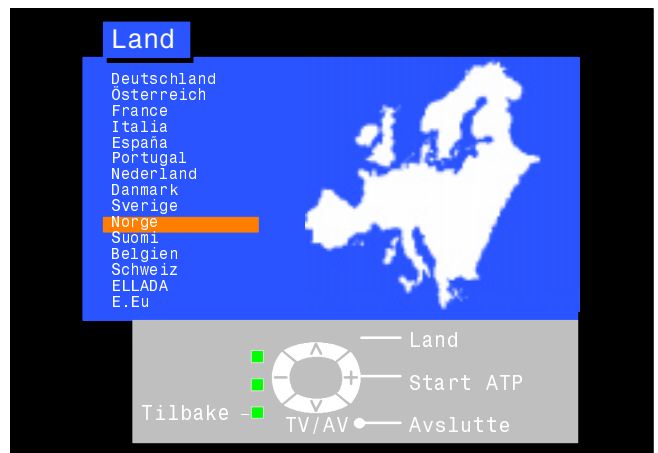 Land
Deutschland
Österreich
France
Italia
España
Portugal
Nederland
Danmark
Sverige
Norge
Suomi
Belgien
Schweiz
ELLADA
E.Eu
Land
Start ATP
Tilbake
TV/AV
Avslutte